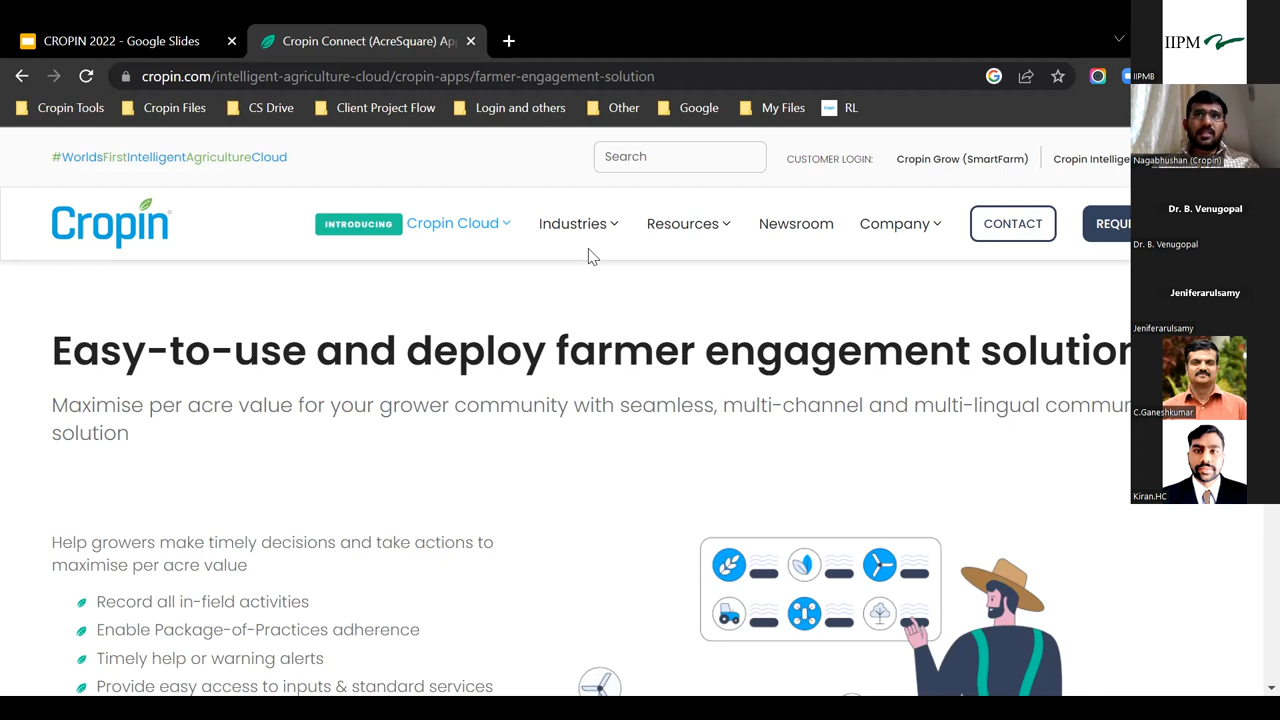 CROPIN 2022 - Google Slides
Cropin Connect (AcreSquare) Ap
cropin.com/intelligent-agriculture-cloud/cropin-apps/farmer-engagement-solution
Cropin Tools
Cropin Files
CS Drive
Client Project Flow
Login and others
Other
Google
My Files
RL
#WorldsFirstIntelligentAgricultureCloud
Search
CUSTOMER LOGIN:
Cropin Grow (SmartFarm)
Cropin Intellige
Cropin
INTRODUCING
Cropin Cloud
Industries
Resources
Newsroom
Company
CONTACT
REQU
Easy-to-use and deploy farmer engagement solution
Maximise per acre value for your grower community with seamless, multi-channel and multi-lingual commun
solution
Help growers make timely decisions and take actions to
maximise per acre value
Record all in-field activities
Enable Package-of-Practices adherence
Timely help or warning alerts
Provide easy access to inputs & standard services
IIPM
IIPMB
Nagabhushan (Cropin)
Dr. B. Venugopal
Dr. B. Venugopal
Jeniferarulsamy
Jeniferarulsamy
C.Ganeshkumar
Kiran.HC